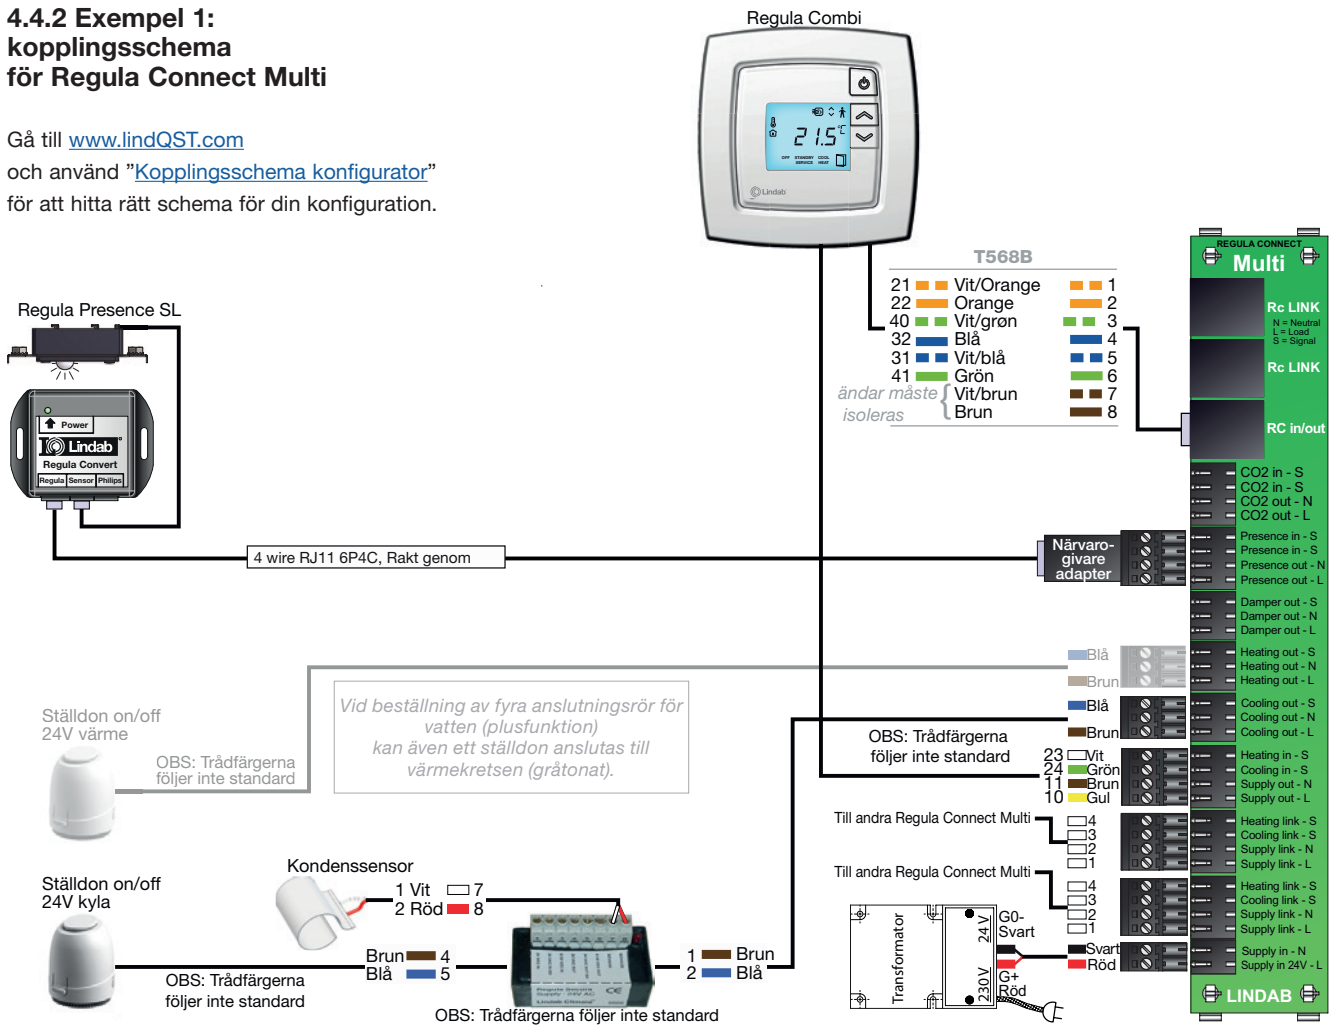 4.4.2 Exempel 1:
kopplingsschema
för Regula Connect Multi
Gå till www.lindQST.com
och använd ”Kopplingsschema konfigurator”
för att hitta rätt schema för din konfiguration.
Regula Combi
21.5 °C
OFF STANDBY COOL
SERVICE HEAT
Lindab
T568B
21 Vit/Orange 1
22 Orange 2
40 Vit/grøn 3
32 Blå 4
31 Vit/blå 5
41 Grön 6
ändar måste { Vit/brun 7
isoleras Brun 8
REGULA CONNECT
Multi
Rc LINK
N = Neutral
L = Load
S = Signal
Rc LINK
RC in/out
CO2 in - S
CO2 in - S
CO2 out - N
CO2 out - L
Presence in - S
Presence in - S
Presence out - N
Presence out - L
Damper out - S
Damper out - N
Damper out - L
Heating out - S
Heating out - N
Heating out - L
Cooling out - S
Cooling out - N
Cooling out - L
Heating in - S
Cooling in - S
Supply out - N
Supply out - L
Heating link - S
Cooling link - S
Supply link - N
Supply link - L
Heating link - S
Cooling link - S
Supply link - N
Supply link - L
Supply in - N
Supply in 24V - L
LINDAB
Regula Presence SL
Power
Lindab
Regula Convert
Regula Sensor Philips
4 wire RJ11 6P4C, Rakt genom
Närvaro-
givare
adapter
Blå
Brun
Blå
Brun
OBS: Trådfärgerna
följer inte standard
23 Vit
24 Grön
11 Brun
10 Gul
Till andra Regula Connect Multi
4
3
2
1
Till andra Regula Connect Multi
4
3
2
1
Ställdon on/off
24V värme
OBS: Trådfärgerna
följer inte standard
Vid beställning av fyra anslutningsrör för
vatten (plusfunktion)
kan även ett ställdon anslutas till
värmekretsen (gråtonat).
Ställdon on/off
24V kyla
OBS: Trådfärgerna
följer inte standard
Kondenssensor
1 Vit 7
2 Röd 8
Brun 4
Blå 5
Regula Secura
Supply - 24V AC
Lindab Climate
CE
1 Brun
2 Blå
OBS: Trådfärgerna följer inte standard
Transformator
24 V
230V
G0-
Svart
G+
Röd
Svart
Röd